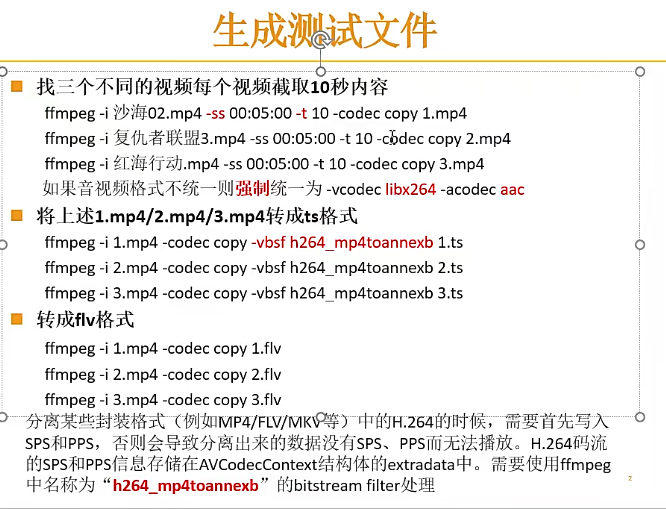 生成测试文件
找三个不同的视频每个视频截取10秒内容
ffmpeg -i 沙海02.mp4 -ss 00:05:00 -t 10 -codec copy 1.mp4
ffmpeg -i 复仇者联盟3.mp4 -ss 00:05:00 -t 10 -codec copy 2.mp4
ffmpeg -i 红海行动.mp4 -ss 00:05:00 -t 10 -codec copy 3.mp4
如果音视频格式不统一则强制统一为 -vcodec libx264 -acodec aac
将上述1.mp4/2.mp4/3.mp4转成ts格式
ffmpeg -i 1.mp4 -codec copy -vbsf h264_mp4toannexb 1.ts
ffmpeg -i 2.mp4 -codec copy -vbsf h264_mp4toannexb 2.ts
ffmpeg -i 3.mp4 -codec copy -vbsf h264_mp4toannexb 3.ts
转成flv格式
ffmpeg -i 1.mp4 -codec copy 1.flv
ffmpeg -i 2.mp4 -codec copy 2.flv
ffmpeg -i 3.mp4 -codec copy 3.flv
分离某些封装格式（例如MP4/FLV/MKV等）中的H.264的时候，需要首先写入
SPS和PPS，否则会导致分离出来的数据没有SPS、PPS而无法播放。H.264码流
的SPS和PPS信息存储在AVCodecContext结构体的extradata中。需要使用ffmpeg
中名称为“h264_mp4toannexb”的bitstream filter处理
2